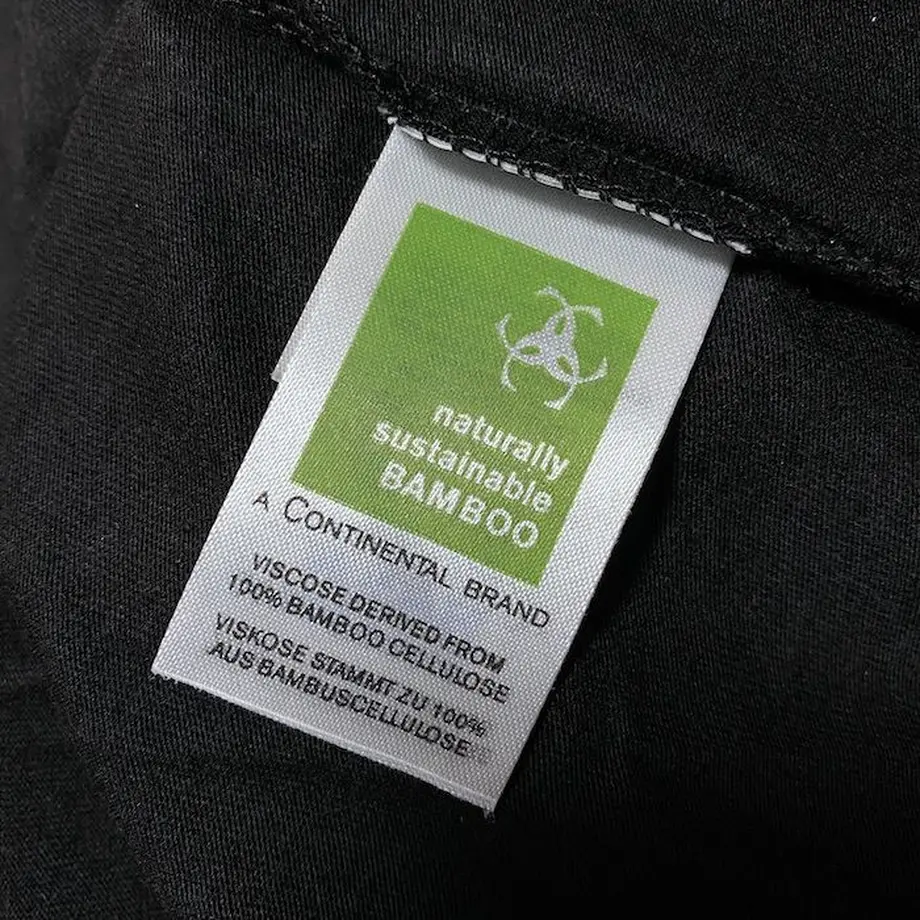 naturally
sustainable
BAMBOO
A CONTINENTAL BRAND
VISCOSE DERIVED FROM
100% BAMBOO CELLULOSE
VISKOSE STAMMT ZU 100%
AUS BAMBUSCELLULOSE